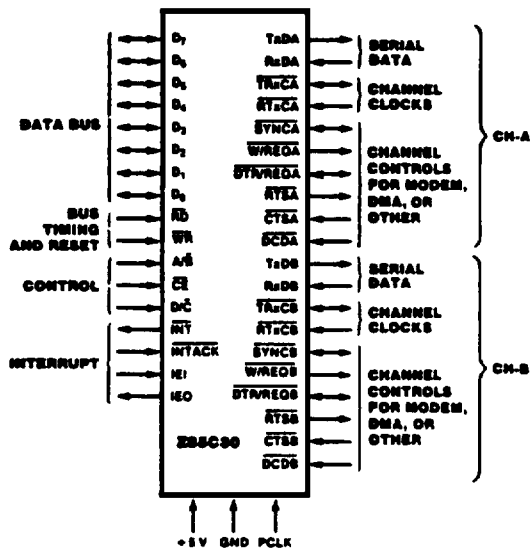 D7
D6
D5
D4
D3
D2
D1
D0
RD
WR
A/B
CE
D/C
INT
INTACK
IEI
IEO
DATA BUS
BUS
TIMING
AND RESET
CONTROL
INTERRUPT
Z85C30
TxDA
RxDA
TRxCA
RTxCA
SYNCA
W/REQA
DTR/REQA
RTSA
CTSA
DCDA
TxDB
RxDB
TRxCB
RTxCB
SYNCB
W/REQB
DTR/REQB
RTSB
CTSB
DCDB
SERIAL
DATA
CHANNEL
CLOCKS
CHANNEL
CONTROLS
FOR MODEM,
DMA, OR
OTHER
CH-A
SERIAL
DATA
CHANNEL
CLOCKS
CHANNEL
CONTROLS
FOR MODEM,
DMA, OR
OTHER
CH-B
+5 V GND PCLK